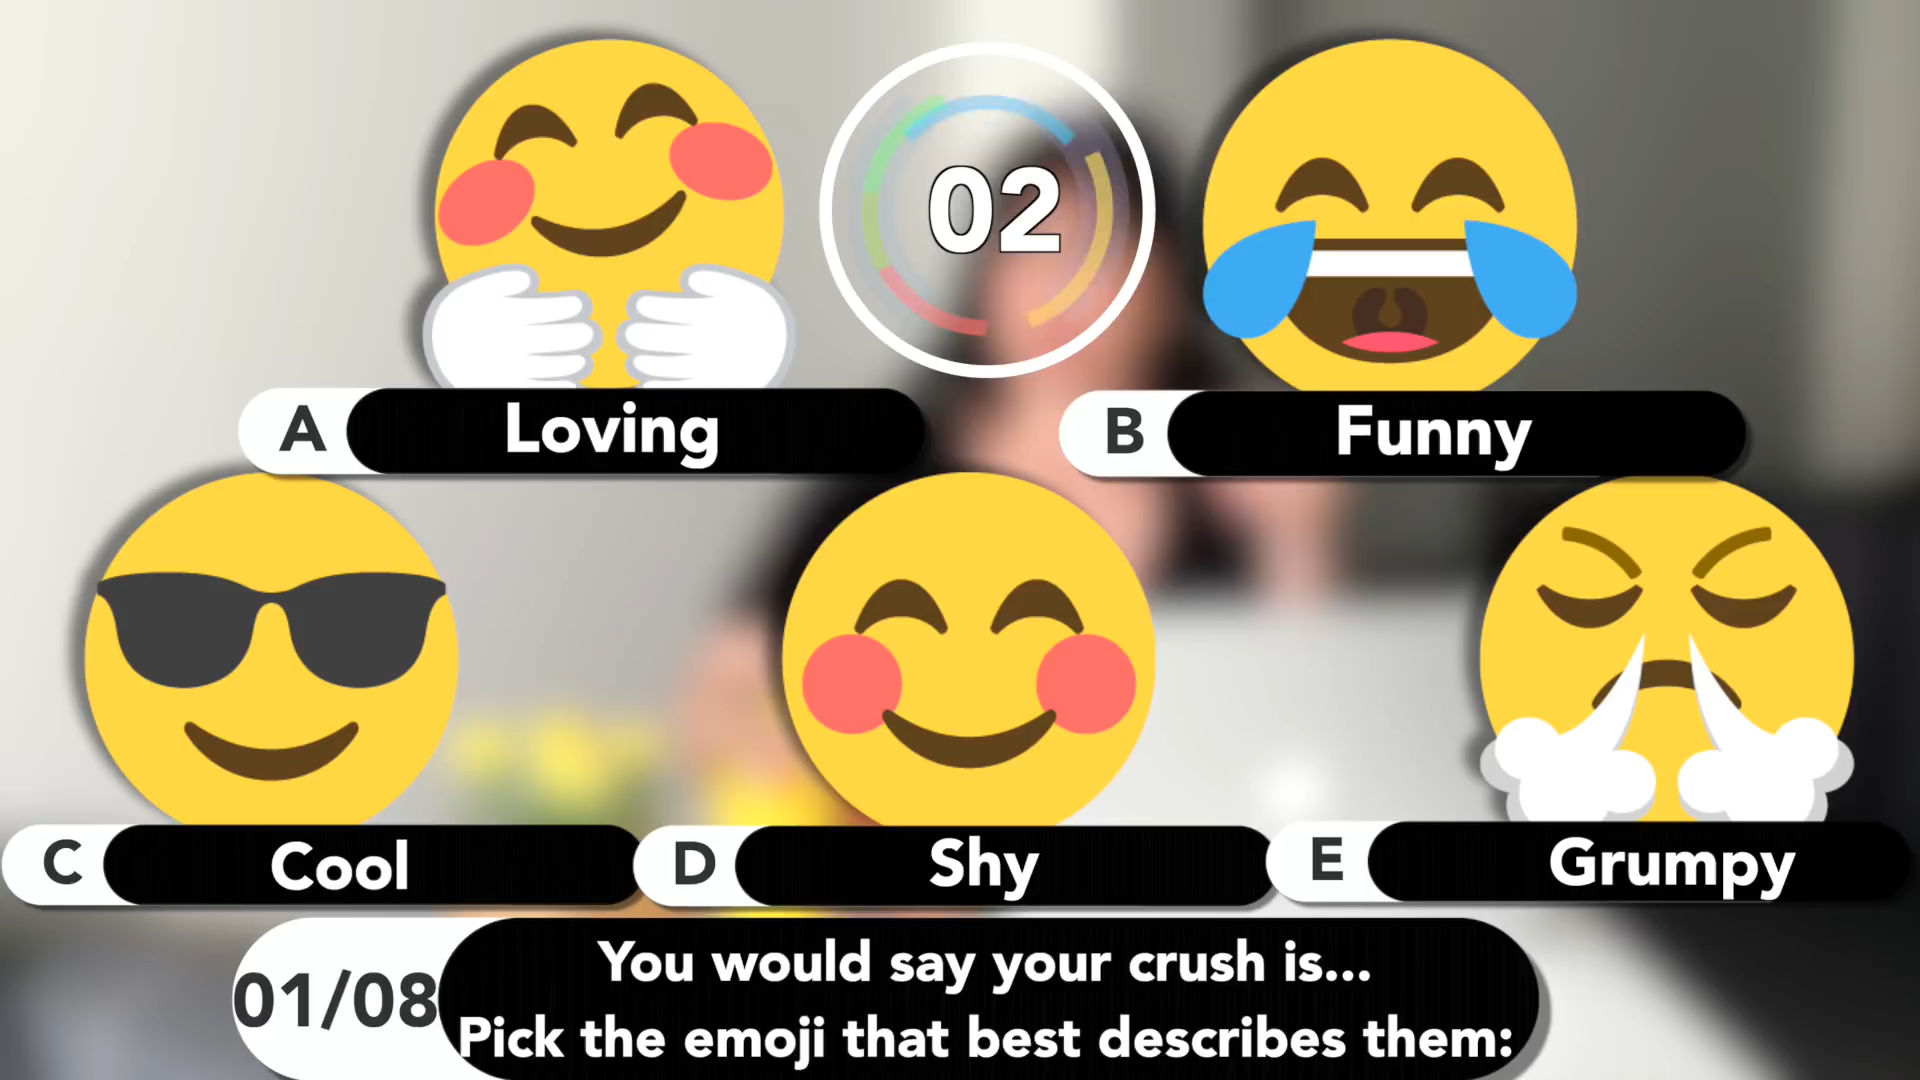 02
A Loving
B Funny
C Cool
D Shy
E Grumpy
01/08
You would say your crush is...
Pick the emoji that best describes them: